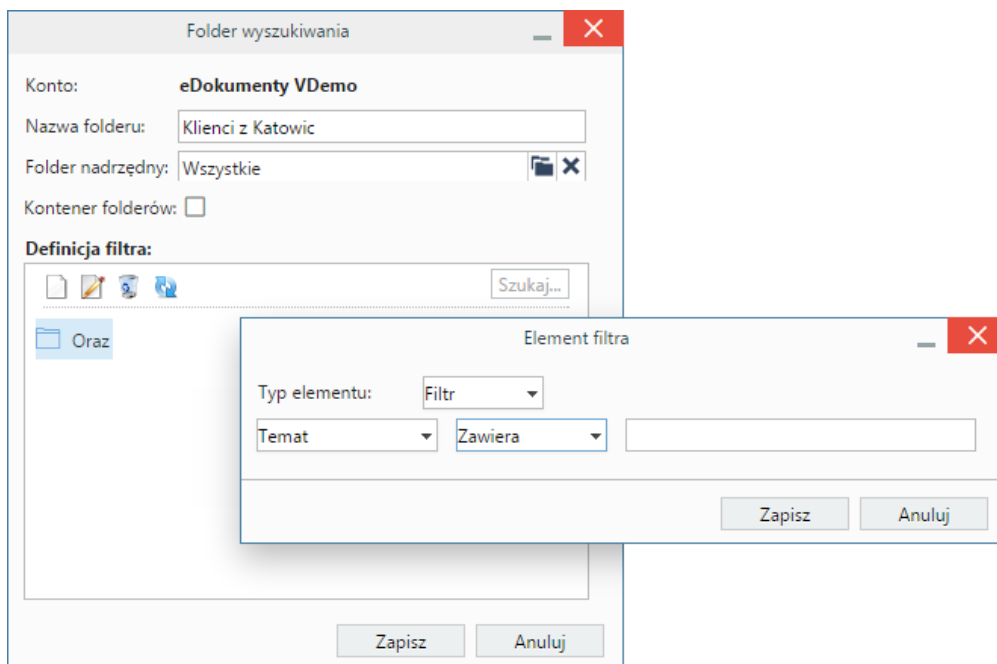 Folder wyszukiwania
Konto: eDokumenty VDemo
Nazwa folderu: Klienci z Katowic
Folder nadrzędny: Wszystkie
Kontener folderów:
Definicja filtra:
Szukaj...
Oraz
Element filtra
Typ elementu: Filtr
Temat Zawiera
Zapisz Anuluj
Zapisz Anuluj